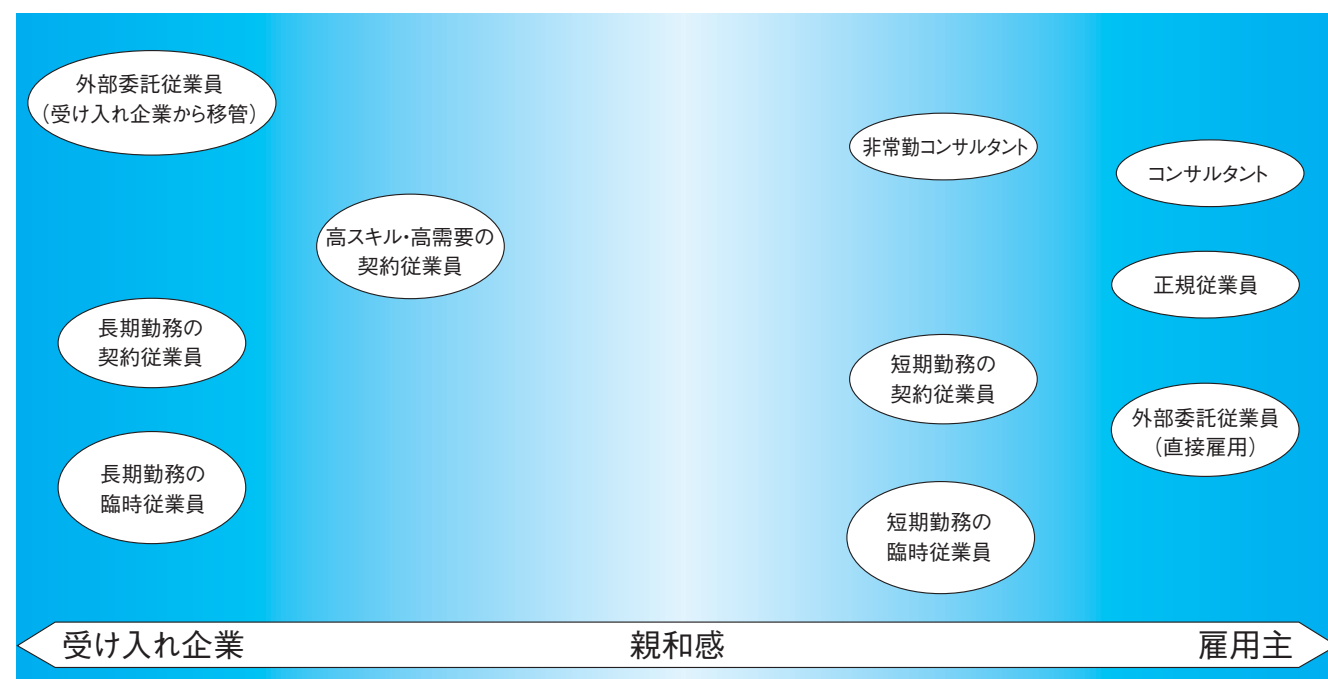 外部委託従業員
（受け入れ企業から移管）
高スキル・高需要の
契約従業員
長期勤務の
契約従業員
長期勤務の
臨時従業員
非常勤コンサルタント
コンサルタント
正規従業員
短期勤務の
契約従業員
外部委託従業員
（直接雇用）
短期勤務の
臨時従業員
受け入れ企業
親和感
雇用主